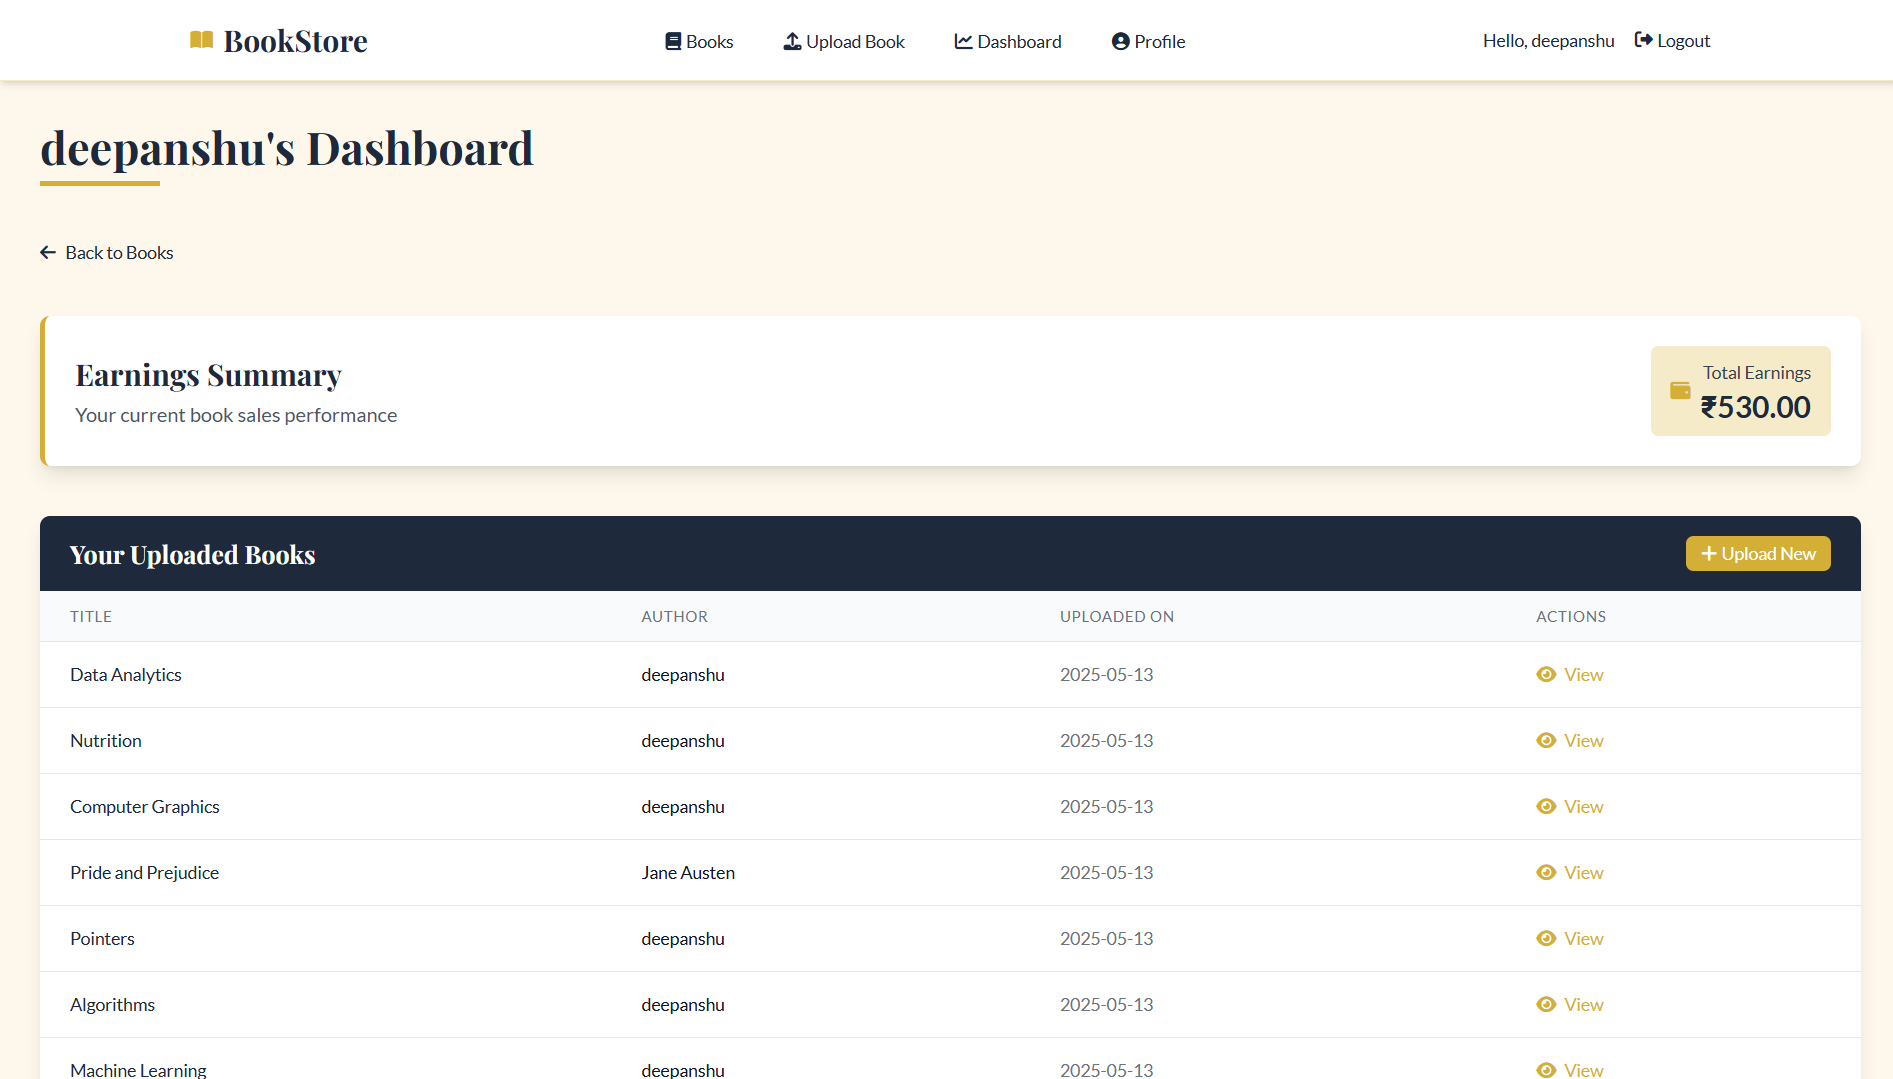 BookStore
Books Upload Book Dashboard Profile
Hello, deepanshu Logout
deepanshu's Dashboard
Back to Books
Earnings Summary
Your current book sales performance
Total Earnings
₹530.00
Your Uploaded Books
Upload New
TITLE AUTHOR UPLOADED ON ACTIONS
Data Analytics deepanshu 2025-05-13 View
Nutrition deepanshu 2025-05-13 View
Computer Graphics deepanshu 2025-05-13 View
Pride and Prejudice Jane Austen 2025-05-13 View
Pointers deepanshu 2025-05-13 View
Algorithms deepanshu 2025-05-13 View
Machine Learning deepanshu 2025-05-13 View